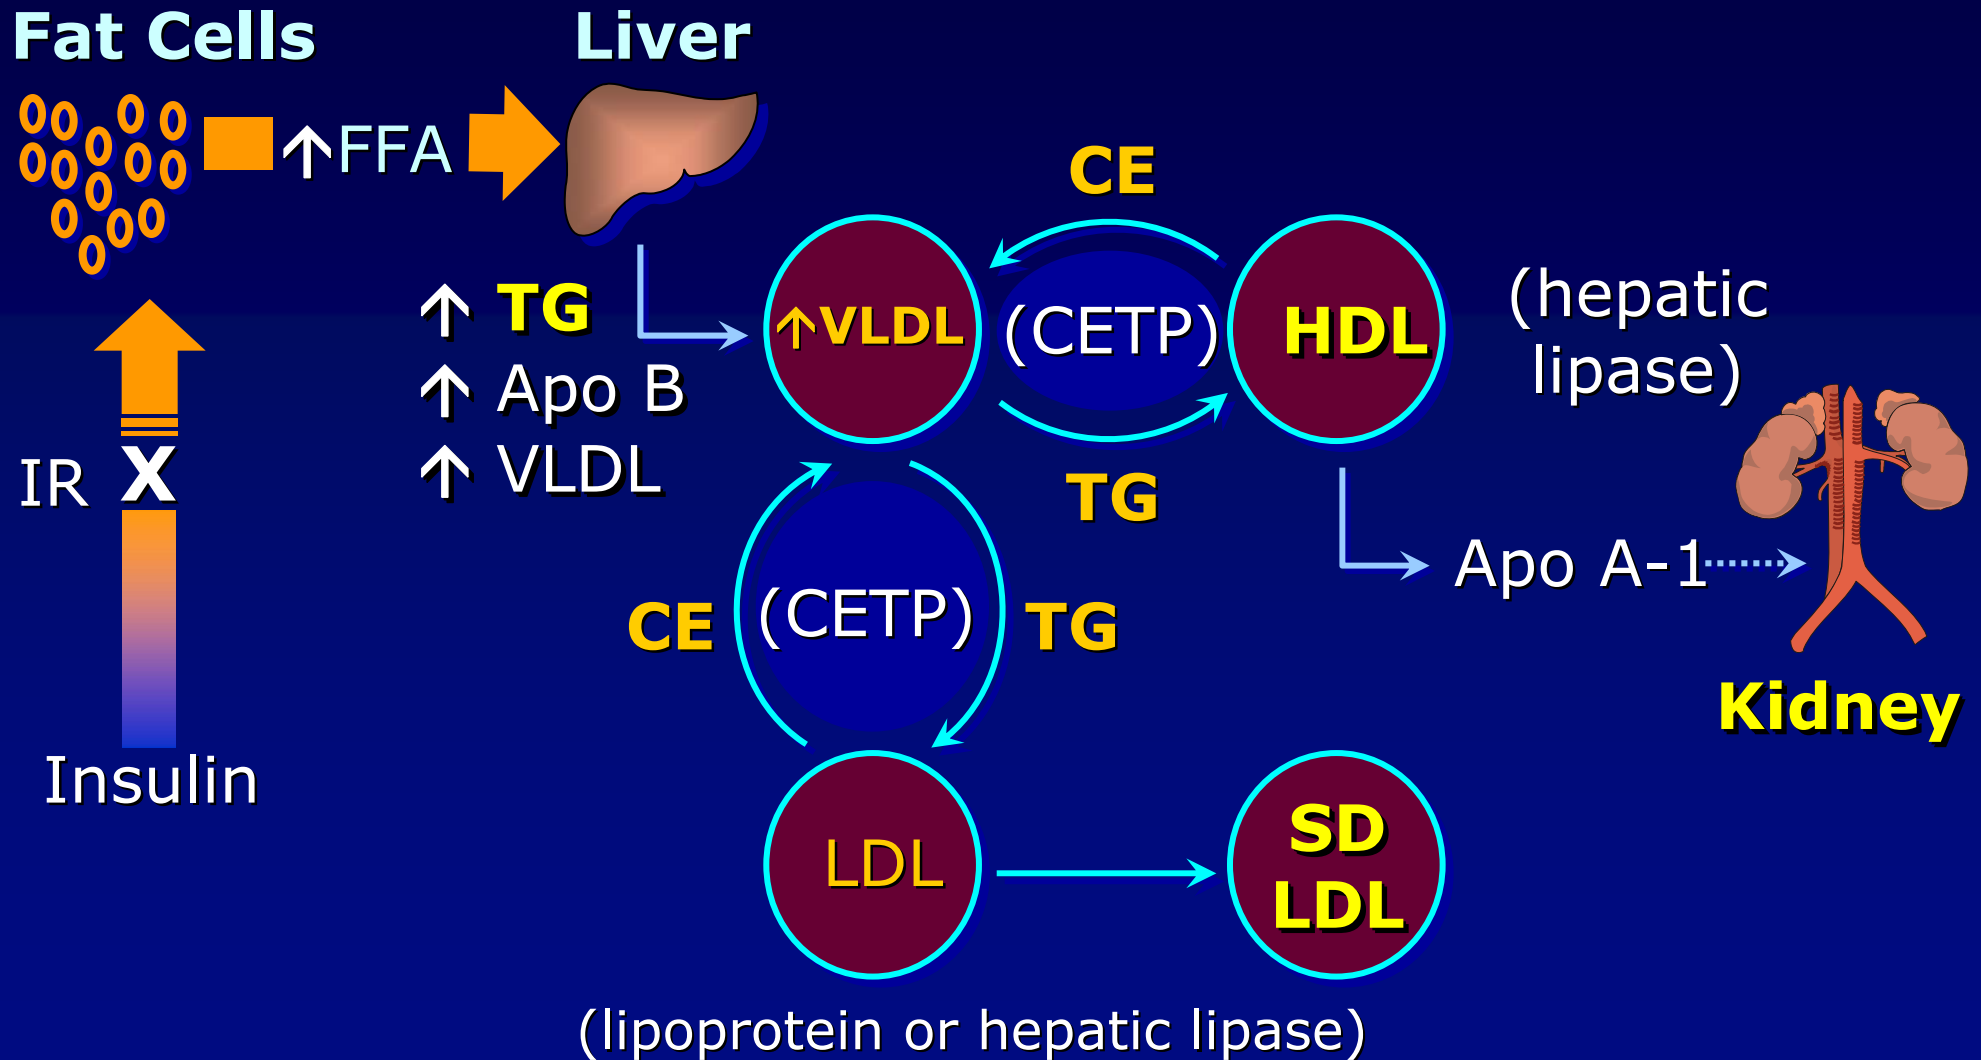 Fat Cells
Liver
↑FFA
CE
↑ TG
↑VLDL
(CETP)
HDL
(hepatic
lipase)
↑ Apo B
↑ VLDL
IR X
TG
Apo A-1
CE
(CETP)
TG
Kidney
Insulin
LDL
SD
LDL
(lipoprotein or hepatic lipase)